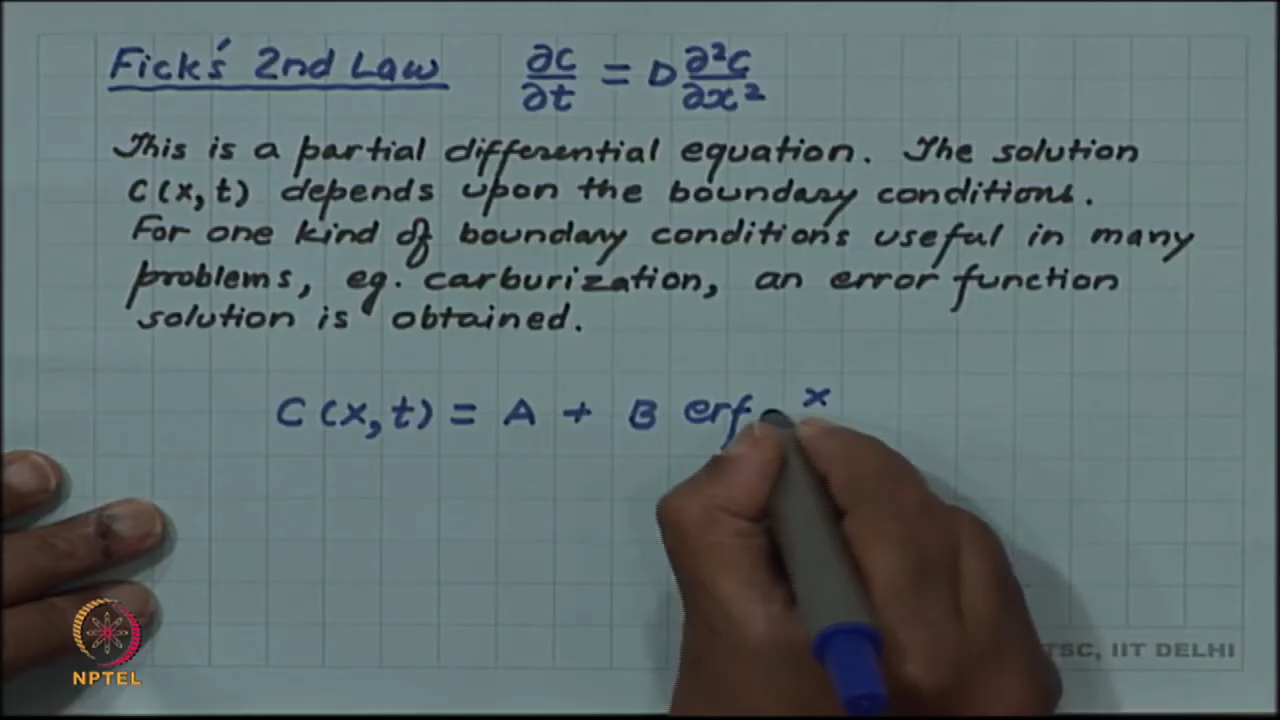 Fick's 2nd Law ∂C/∂t = D ∂²C/∂x²
This is a partial differential equation. The solution
C(x,t) depends upon the boundary conditions.
For one kind of boundary conditions useful in many
problems, eg. carburization, an error function
solution is obtained.
C(x,t) = A + B erf x
NPTEL
TSC, IIT DELHI